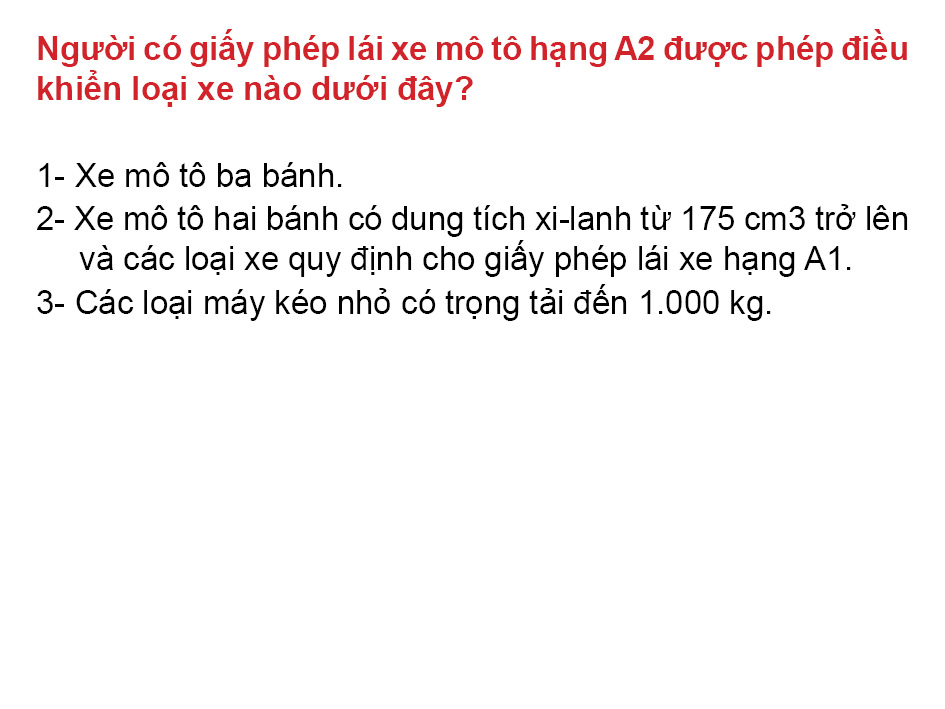 Người có giấy phép lái xe mô tô hạng A2 được phép điều
khiển loại xe nào dưới đây?
1- Xe mô tô ba bánh.
2- Xe mô tô hai bánh có dung tích xi-lanh từ 175 cm3 trở lên
và các loại xe quy định cho giấy phép lái xe hạng A1.
3- Các loại máy kéo nhỏ có trọng tải đến 1.000 kg.